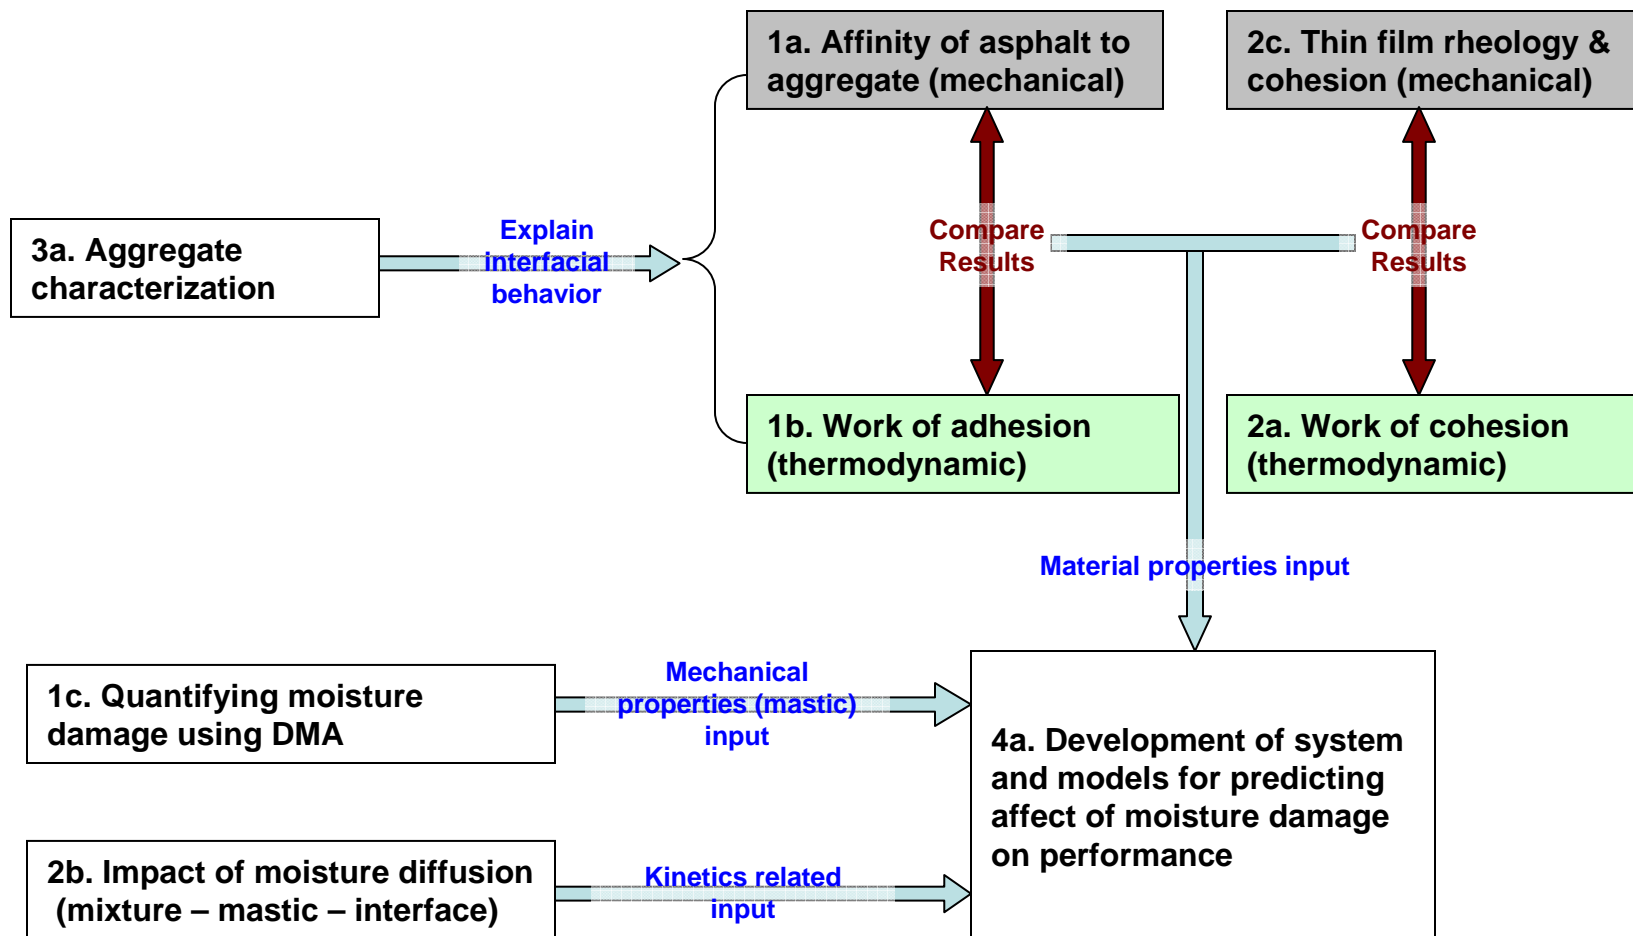 1a. Affinity of asphalt to
aggregate (mechanical)
2c. Thin film rheology &
cohesion (mechanical)
3a. Aggregate
characterization
Explain
interfacial
behavior
Compare
Results
Compare
Results
1b. Work of adhesion
(thermodynamic)
2a. Work of cohesion
(thermodynamic)
Material properties input
1c. Quantifying moisture
damage using DMA
Mechanical
properties (mastic)
input
4a. Development of system
and models for predicting
affect of moisture damage
on performance
2b. Impact of moisture diffusion
(mixture – mastic – interface)
Kinetics related
input